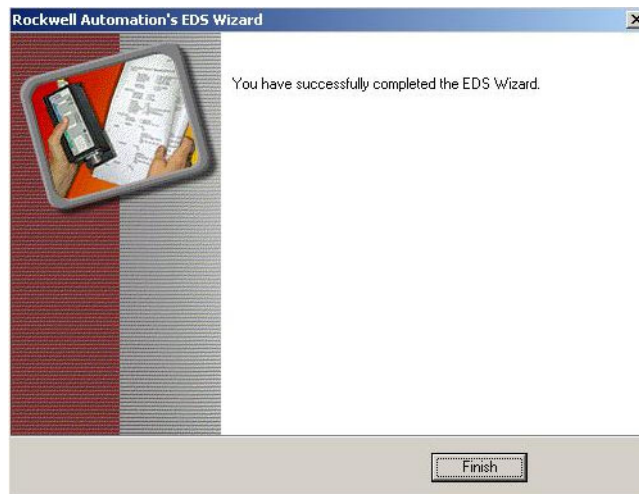 Rockwell Automation's EDS Wizard
You have successfully completed the EDS Wizard.
Finish